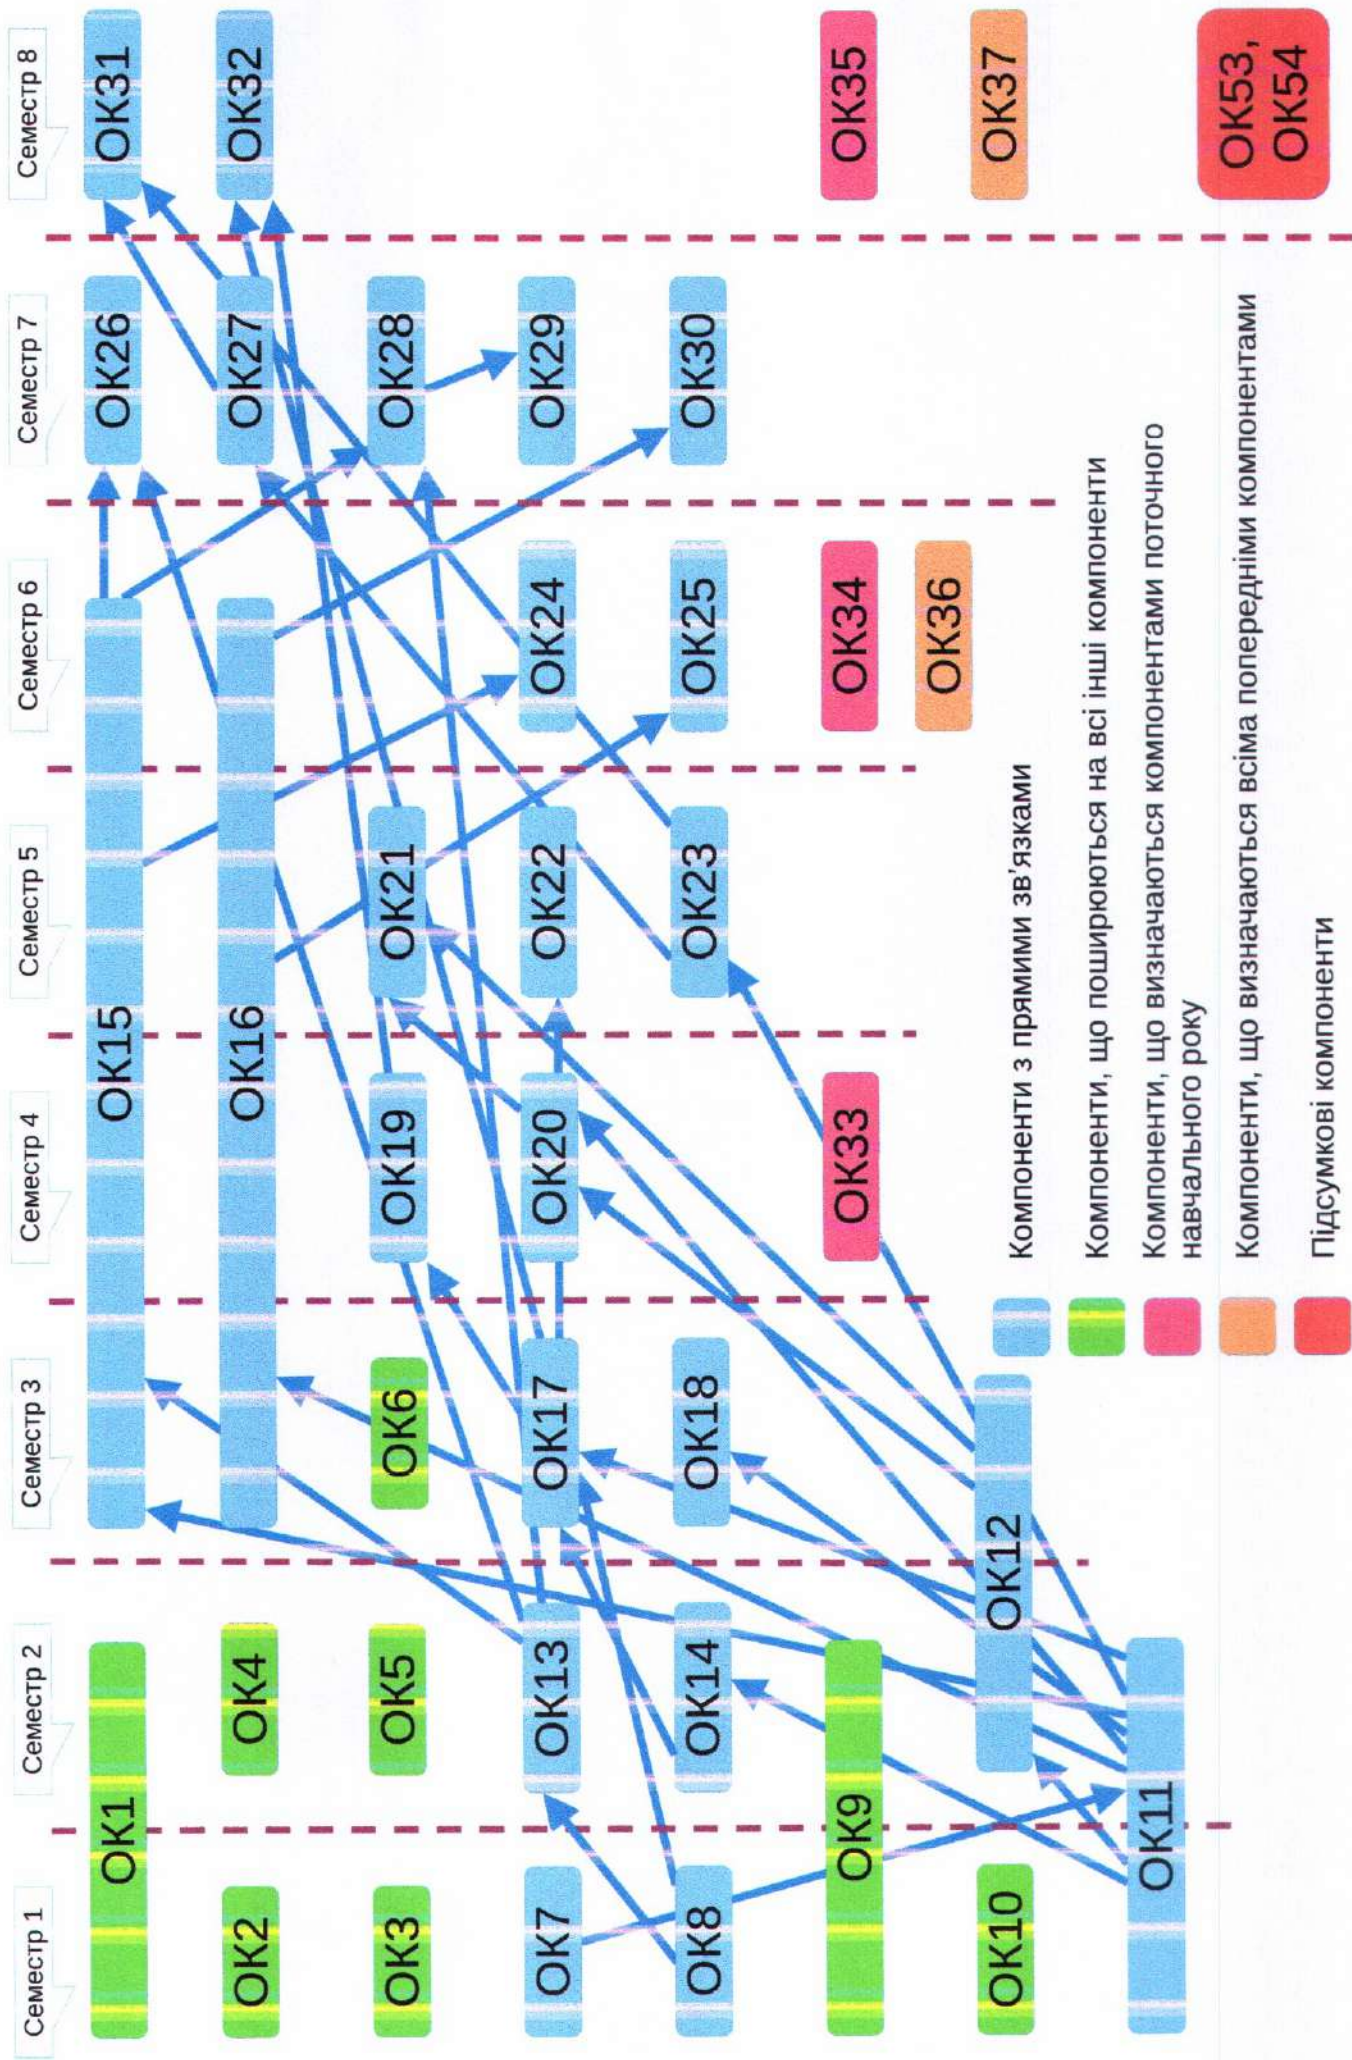 Семестр 1
Семестр 2
Семестр 3
Семестр 4
Семестр 5
Семестр 6
Семестр 7
Семестр 8
ОК1
ОК15
ОК26
ОК31
ОК2
ОК4
ОК16
ОК27
ОК32
ОК3
ОК5
ОК6
ОК19
ОК21
ОК28
ОК7
ОК13
ОК17
ОК20
ОК22
ОК24
ОК29
ОК8
ОК14
ОК18
ОК23
ОК25
ОК30
ОК9
ОК33
ОК34
ОК35
ОК36
ОК10
ОК12
ОК37
ОК11
ОК53,
ОК54
Компоненти з прямими зв’язками
Компоненти, що поширюються на всі інші компоненти
Компоненти, що визначаються компонентами поточного
навчального року
Компоненти, що визначаються всіма попередніми компонентами
Підсумкові компоненти